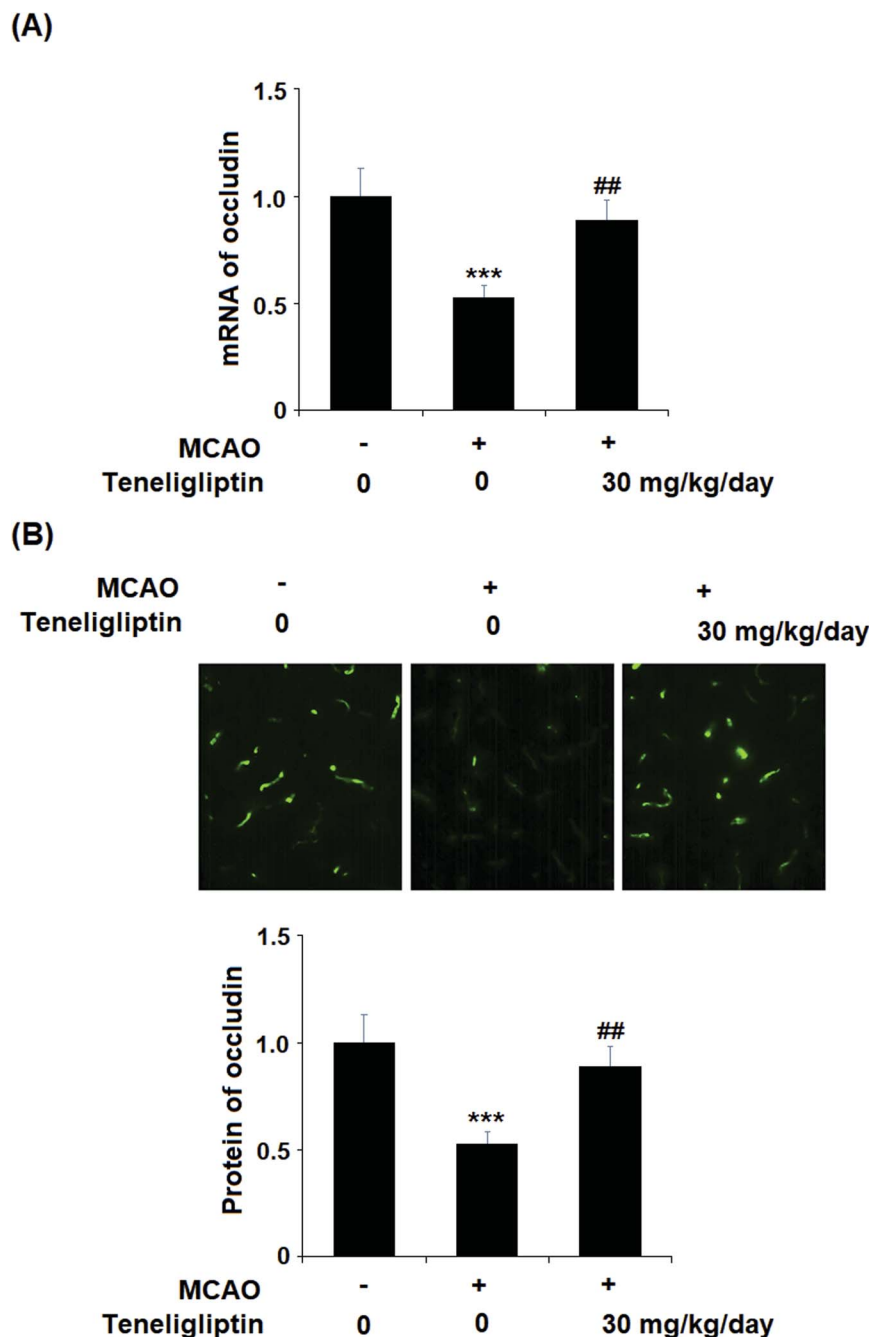 (A)
mRNA of occludin
1.5
1.0
0.5
0
***
##
MCAO - + +
Teneligliptin 0 0 30 mg/kg/day
(B)
MCAO - + +
Teneligliptin 0 0 30 mg/kg/day
Protein of occludin
1.5
1.0
0.5
0
***
##
MCAO - + +
Teneligliptin 0 0 30 mg/kg/day